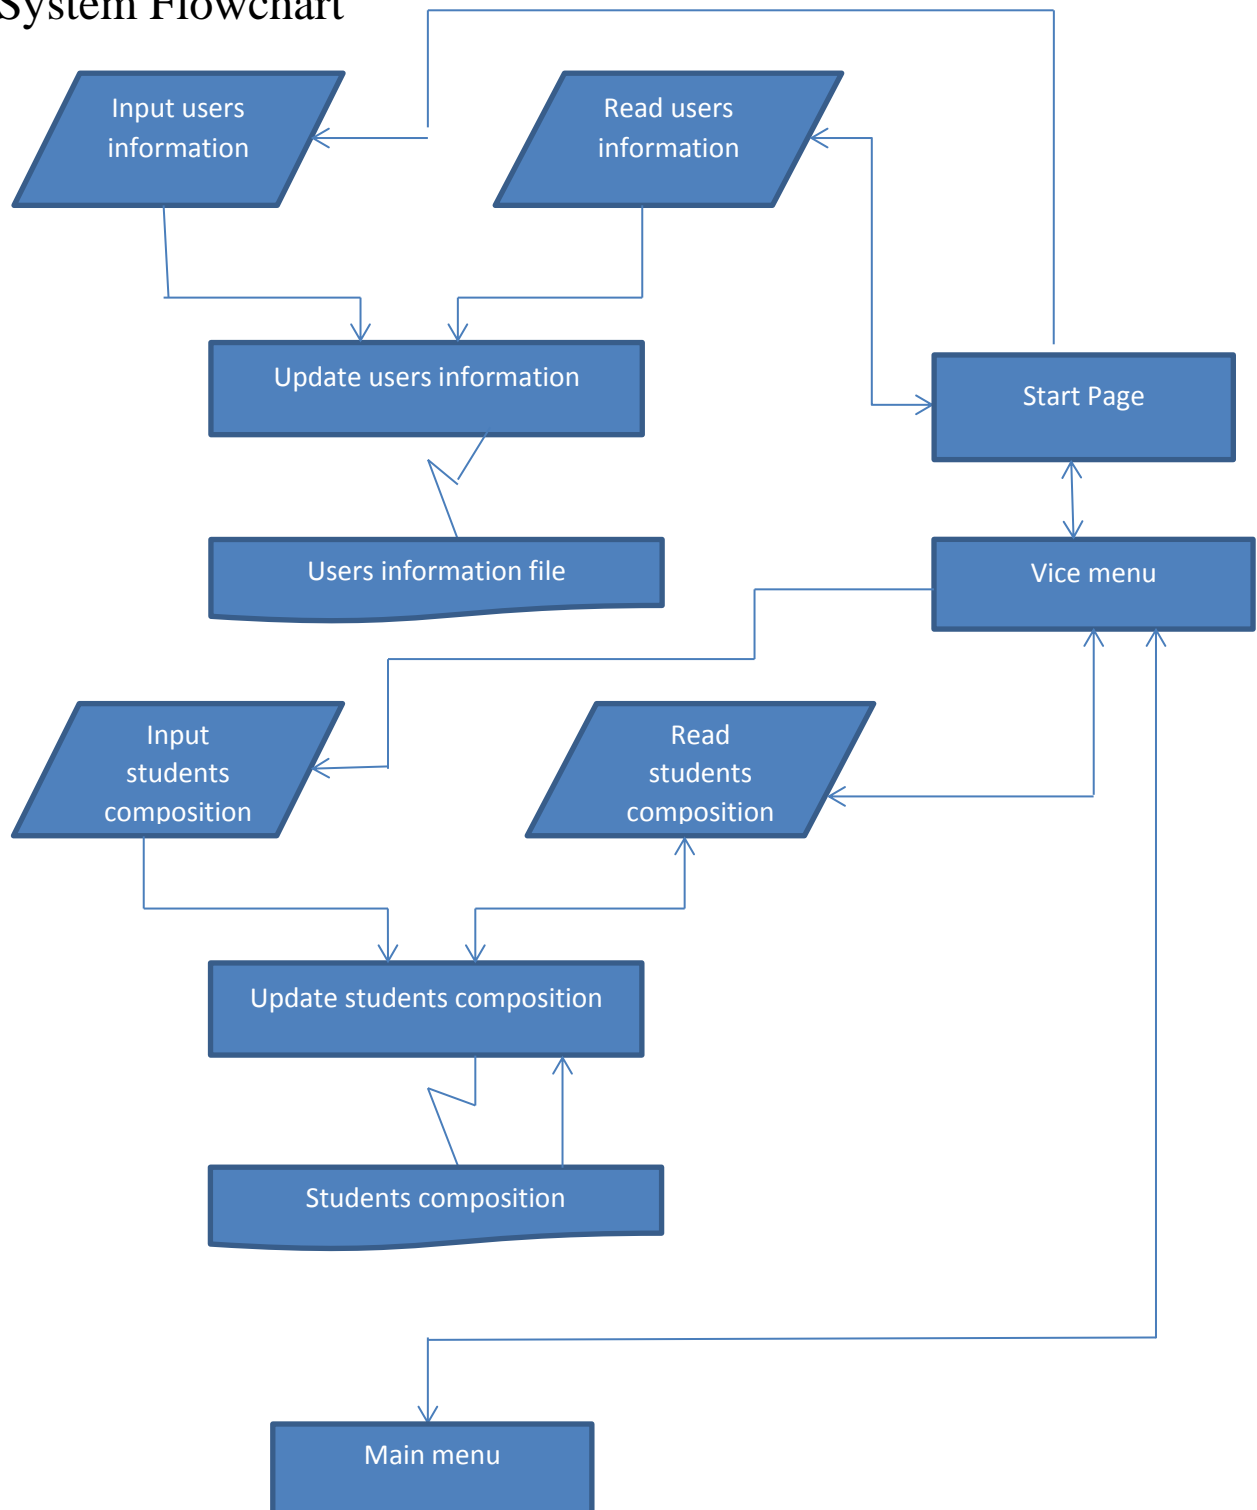 System Flowchart
Input users
information
Read users
information
Update users information
Start Page
Users information file
Vice menu
Input
students
composition
Read
students
composition
Update students composition
Students composition
Main menu